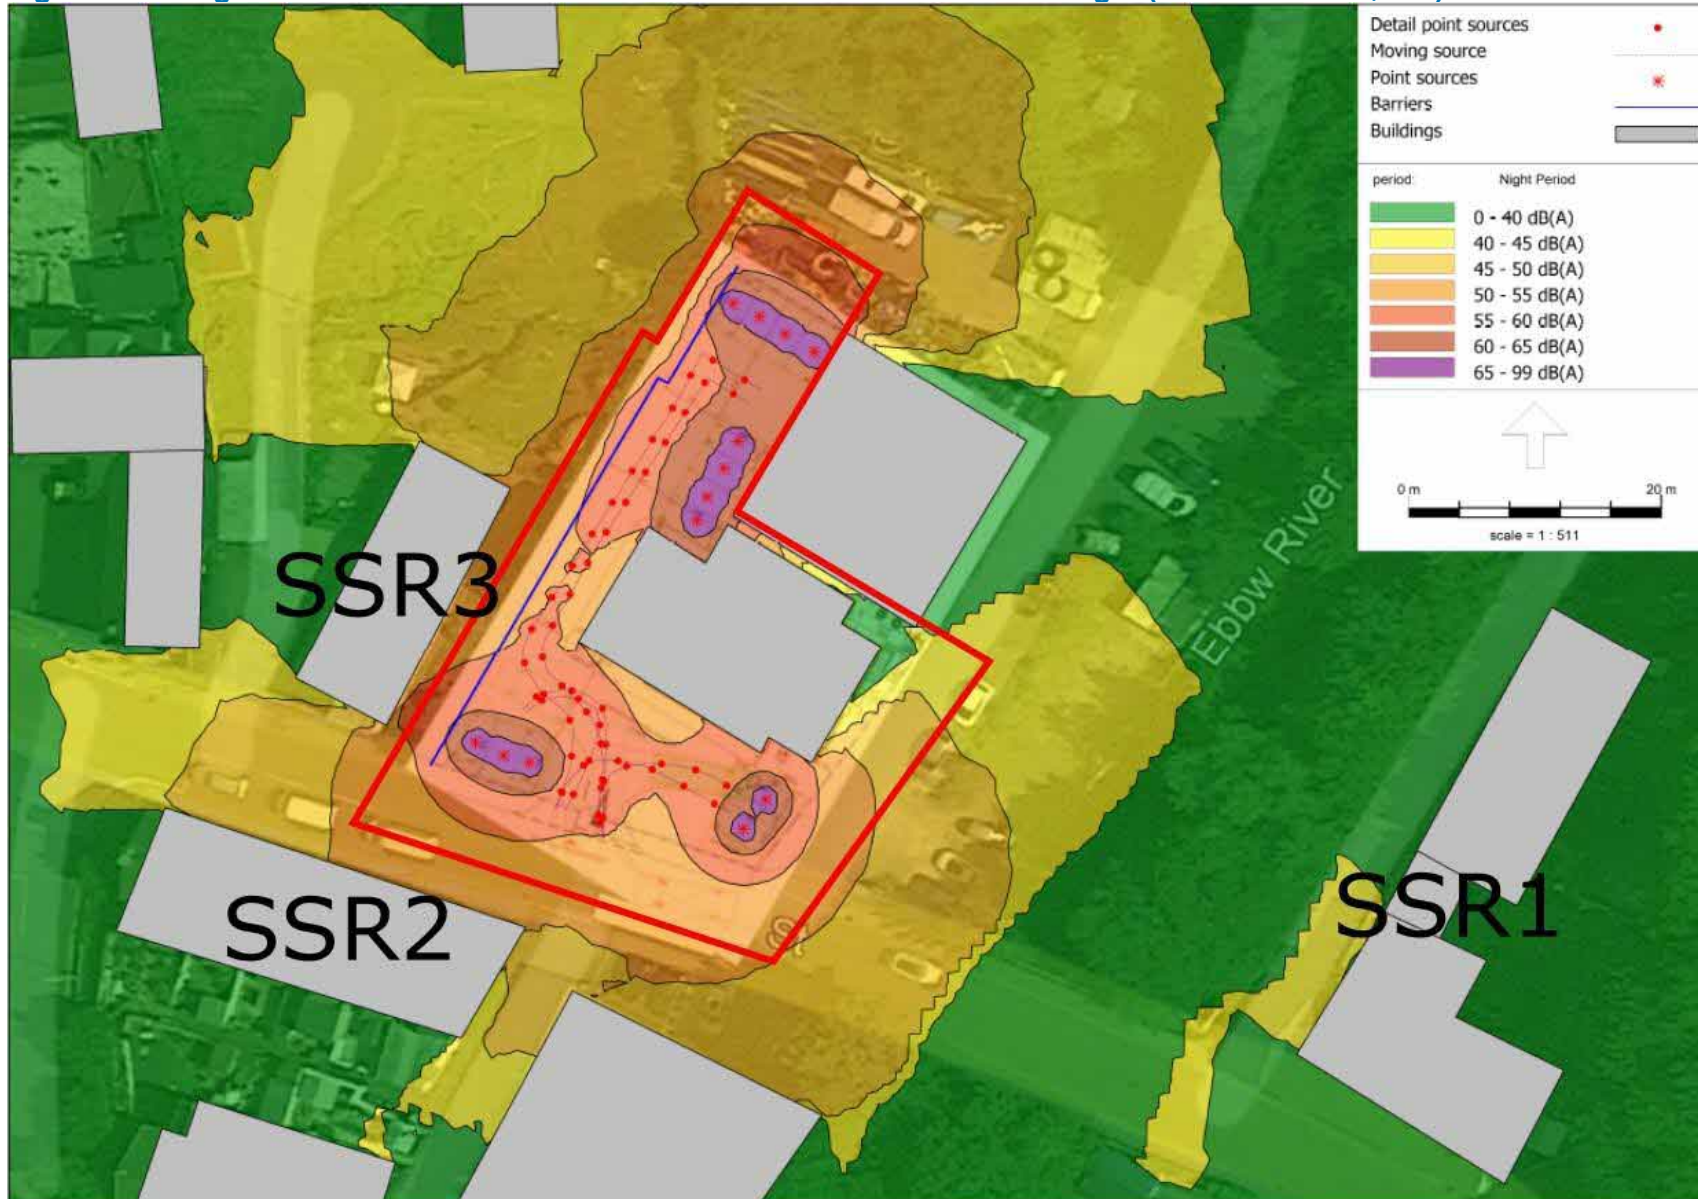 Detail point sources
Moving source
Point sources
Barriers
Buildings
period: Night Period
0 - 40 dB(A)
40 - 45 dB(A)
45 - 50 dB(A)
50 - 55 dB(A)
55 - 60 dB(A)
60 - 65 dB(A)
65 - 99 dB(A)
0 m 20 m
scale = 1 : 511
Ebbw River
SSR3
SSR2
SSR1